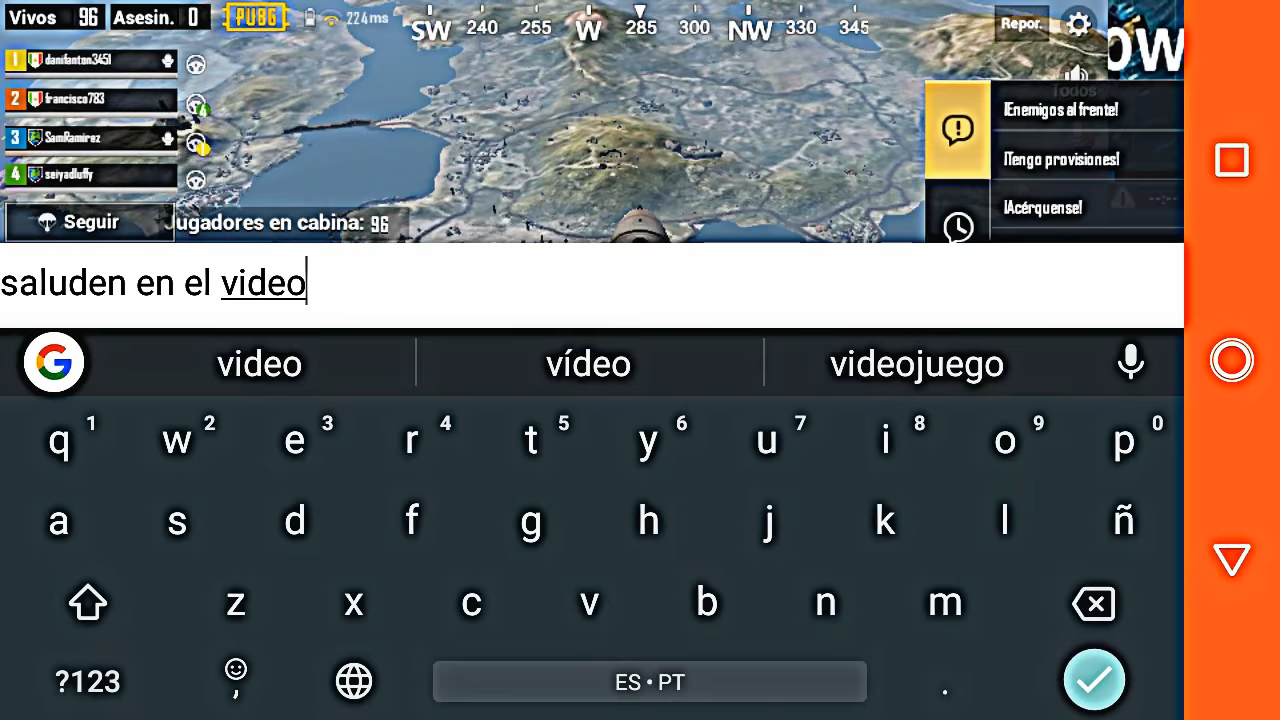 Vivos 96 Asesin. 0 PUBG 224ms
SW 240 255 W 285 300 NW 330 345
Repor.
OW
1 danifanton3451
2 francisco783
4
3 SamRamirez
4 seiyadluffy
Seguir
Jugadores en cabina: 96
Todos
¡Enemigos al frente!
¡Tengo provisiones!
¡Acérquense!
saluden en el video
video vídeo videojuego
q 1 w 2 e 3 r 4 t 5 y 6 u 7 i 8 o 9 p 0
a s d f g h j k l ñ
z x c v b n m
?123 , ES • PT .